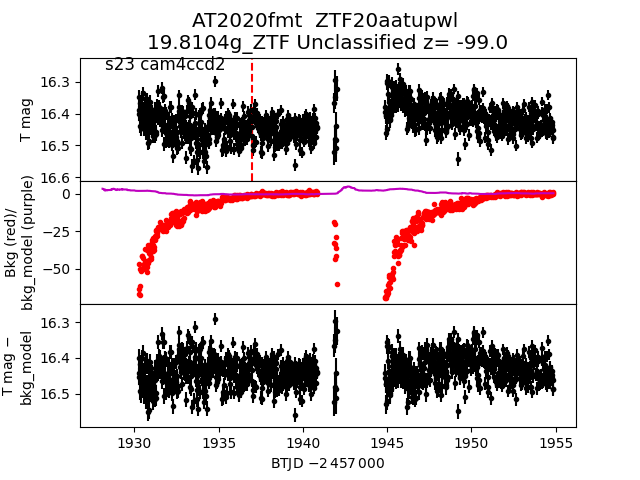 AT2020fmt  ZTF20aatupwl
19.8104g_ZTF Unclassified z= -99.0
s23 cam4ccd2
16.3
16.4
16.5
16.6
T mag
0
−25
−50
Bkg (red)/
bkg_model (purple)
16.3
16.4
16.5
T mag −
bkg_model
1930 1935 1940 1945 1950 1955
BTJD −2 457 000